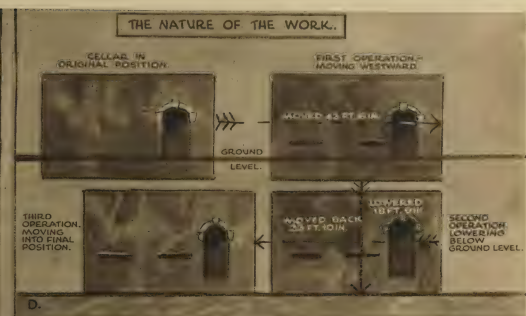 THE NATURE OF THE WORK.
CELLAR IN
ORIGINAL POSITION.
FIRST OPERATION.-
MOVING WESTWARD.
MOVED 43 FT. 6 IN.
GROUND
LEVEL.
THIRD
OPERATION.
MOVING
INTO FINAL
POSITION.
MOVED BACK
33 FT. 10 IN.
LOWERED
18 FT. 9 IN.
SECOND
OPERATION.
LOWERING
BELOW
GROUND LEVEL.
D.